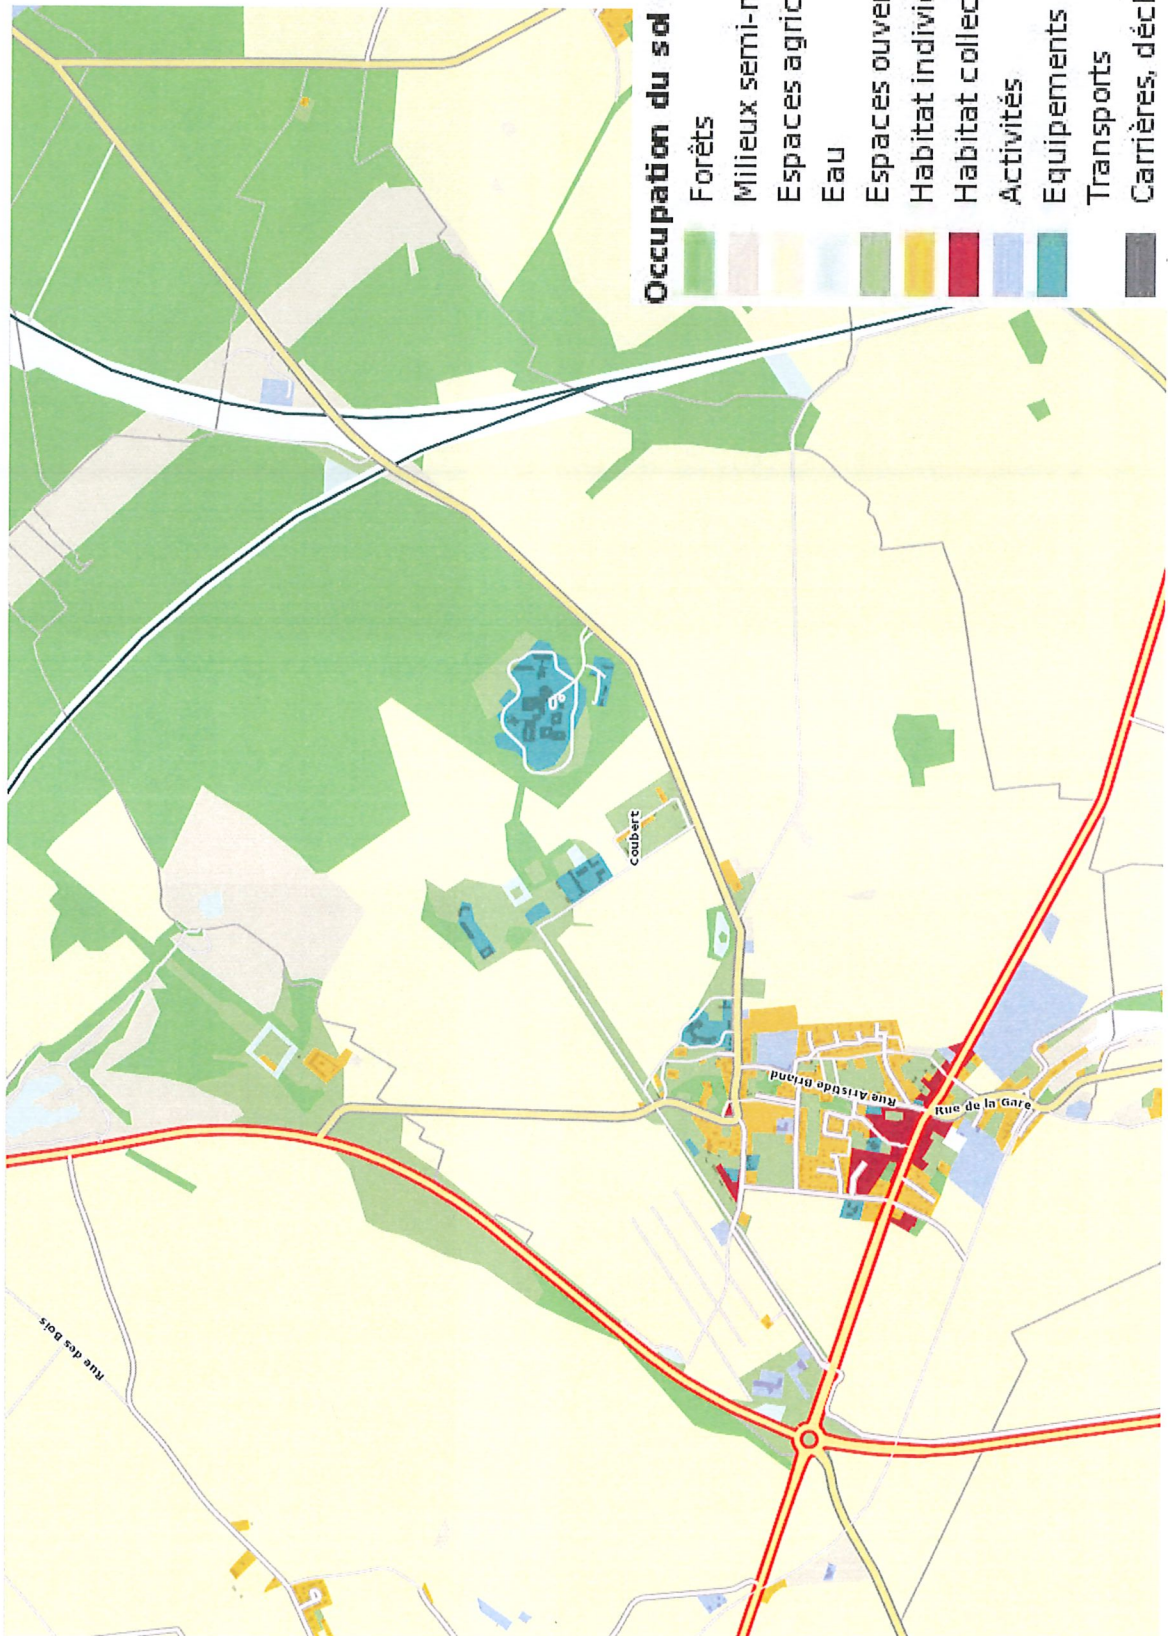 Occupation du sol
Forêts
Milieux semi-n
Espaces agric
Eau
Espaces ouver
Habitat indivi
Habitat collec
Activités
Equipements
Transports
Carrières, déc
Coubert
Rue Aristide Briand
Rue de la Gare
Rue des Bois